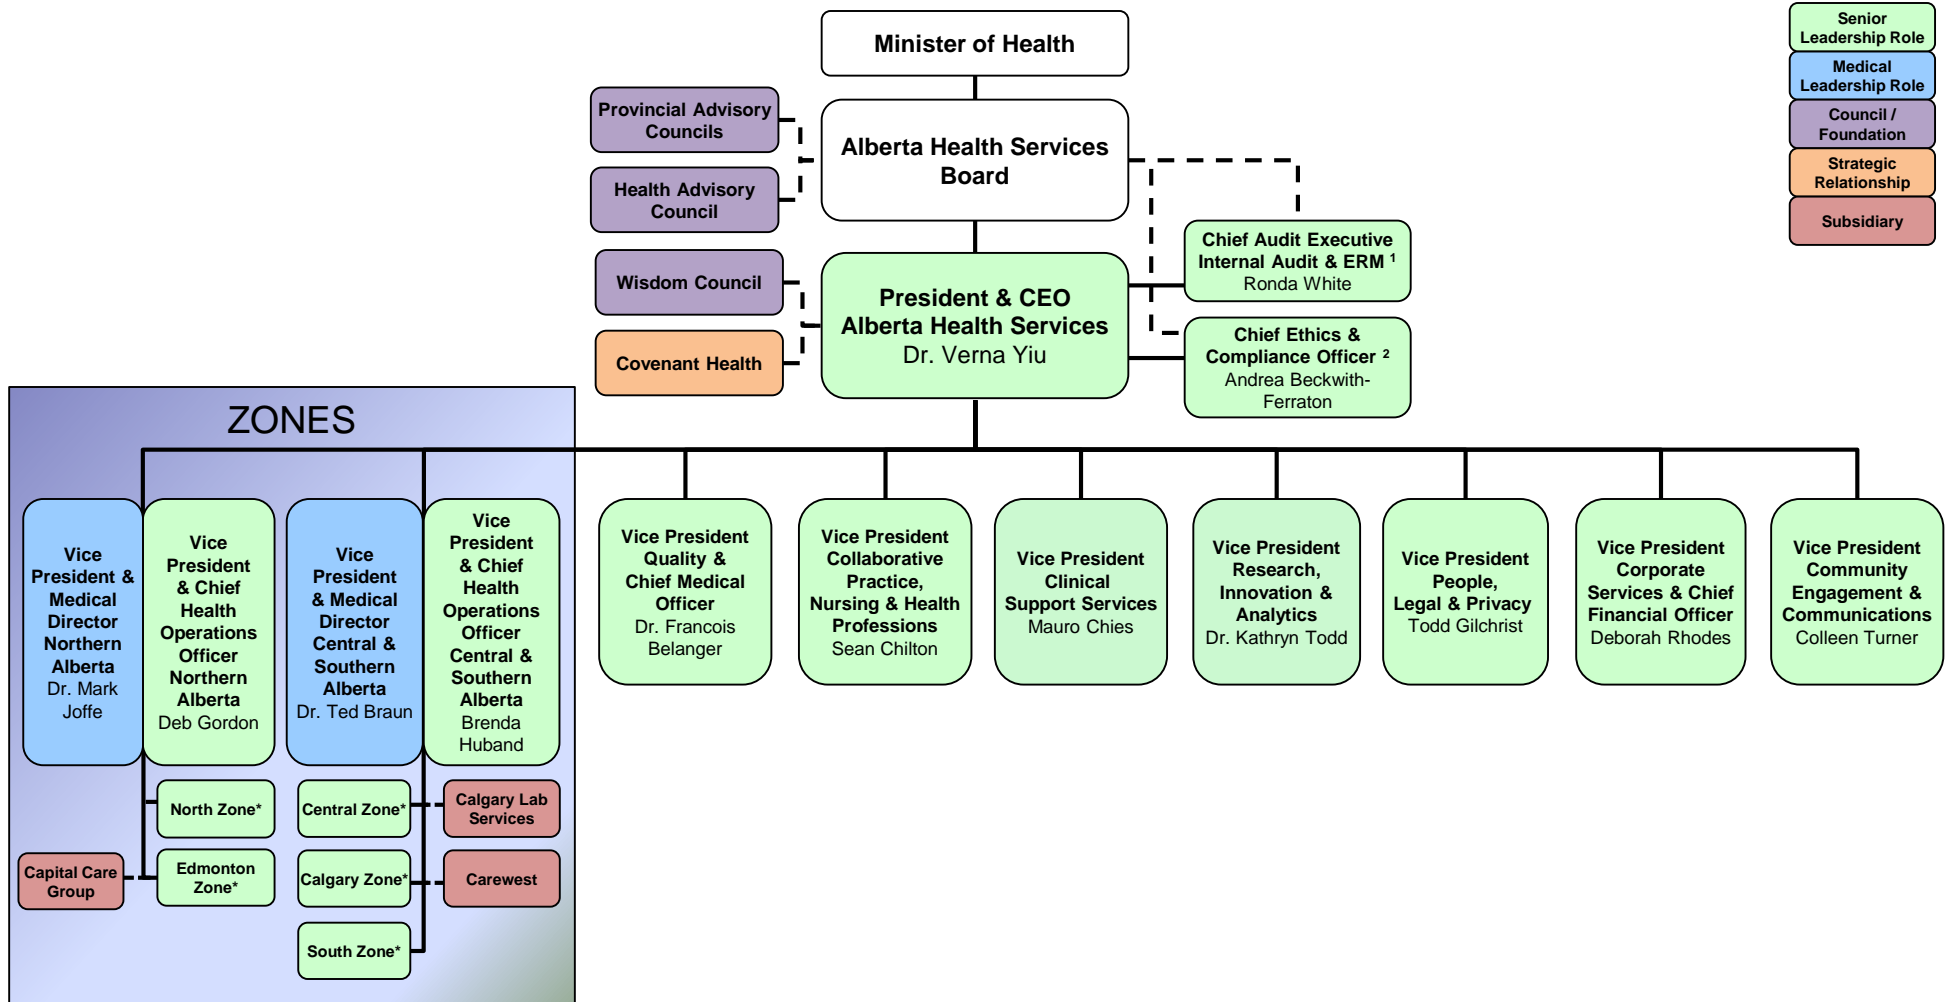 Minister of Health
Senior
Leadership Role
Medical
Leadership Role
Council /
Foundation
Strategic
Relationship
Subsidiary
Provincial Advisory
Councils
Health Advisory
Council
Alberta Health Services
Board
Wisdom Council
Covenant Health
President & CEO
Alberta Health Services
Dr. Verna Yiu
Chief Audit Executive
Internal Audit & ERM ¹
Ronda White
Chief Ethics &
Compliance Officer ²
Andrea Beckwith-
Ferraton
ZONES
Vice
President &
Medical
Director
Northern
Alberta
Dr. Mark
Joffe
Vice
President
& Chief
Health
Operations
Officer
Northern
Alberta
Deb Gordon
Vice
President
& Medical
Director
Central &
Southern
Alberta
Dr. Ted Braun
Vice
President
& Chief
Health
Operations
Officer
Central &
Southern
Alberta
Brenda
Huband
Vice President
Quality &
Chief Medical
Officer
Dr. Francois
Belanger
Vice President
Collaborative
Practice,
Nursing & Health
Professions
Sean Chilton
Vice President
Clinical
Support Services
Mauro Chies
Vice President
Research,
Innovation &
Analytics
Dr. Kathryn Todd
Vice President
People,
Legal & Privacy
Todd Gilchrist
Vice President
Corporate
Services & Chief
Financial Officer
Deborah Rhodes
Vice President
Community
Engagement &
Communications
Colleen Turner
North Zone*
Capital Care
Group
Edmonton
Zone*
Central Zone*
Calgary Lab
Services
Calgary Zone*
Carewest
South Zone*